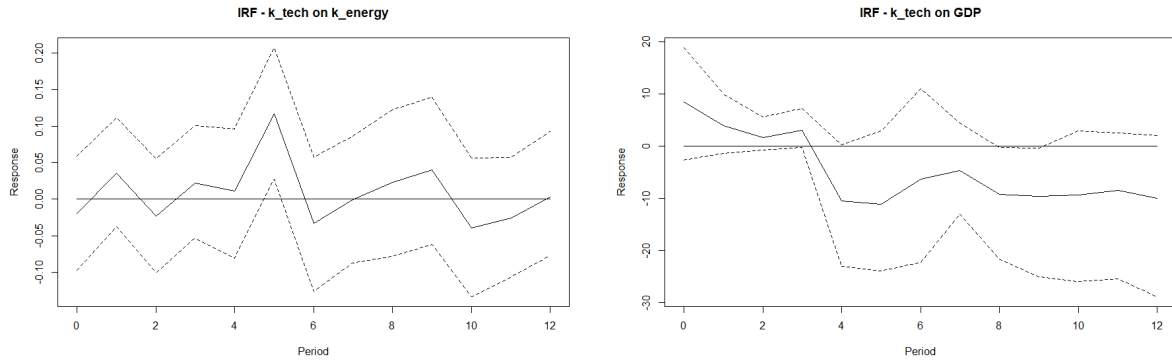 IRF - k_tech on k_energy
Response
0.20
0.15
0.10
0.05
0.00
-0.05
-0.10
0 2 4 6 8 10 12
Period
IRF - k_tech on GDP
Response
20
10
0
-10
-20
-30
0 2 4 6 8 10 12
Period